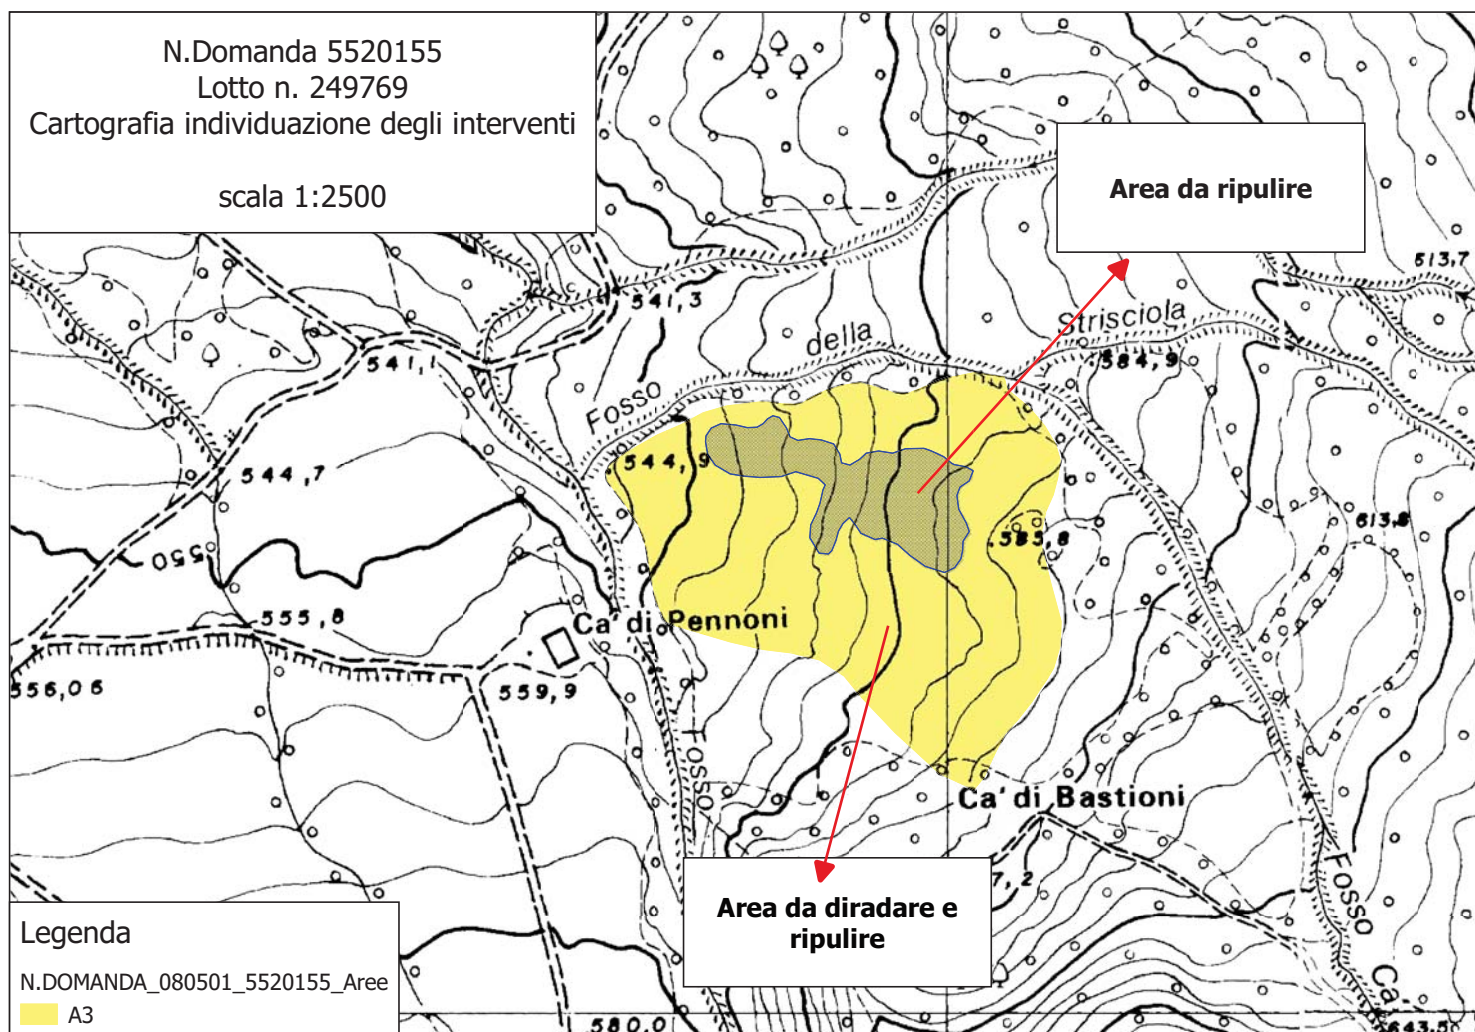 N.Domanda 5520155
Lotto n. 249769
Cartografia individuazione degli interventi
scala 1:2500
Area da ripulire
513,7
541,3
Strisciola
della
584,9
541,1
Fosso
544,9
544,7
613,8
585,8
550
555,8
Ca' di Pennoni
556,06
559,9
Fosso
Ca' di Bastioni
7,2
Fosso
Area da diradare e
ripulire
Legenda
N.DOMANDA_080501_5520155_Aree
A3
580,0
Ca